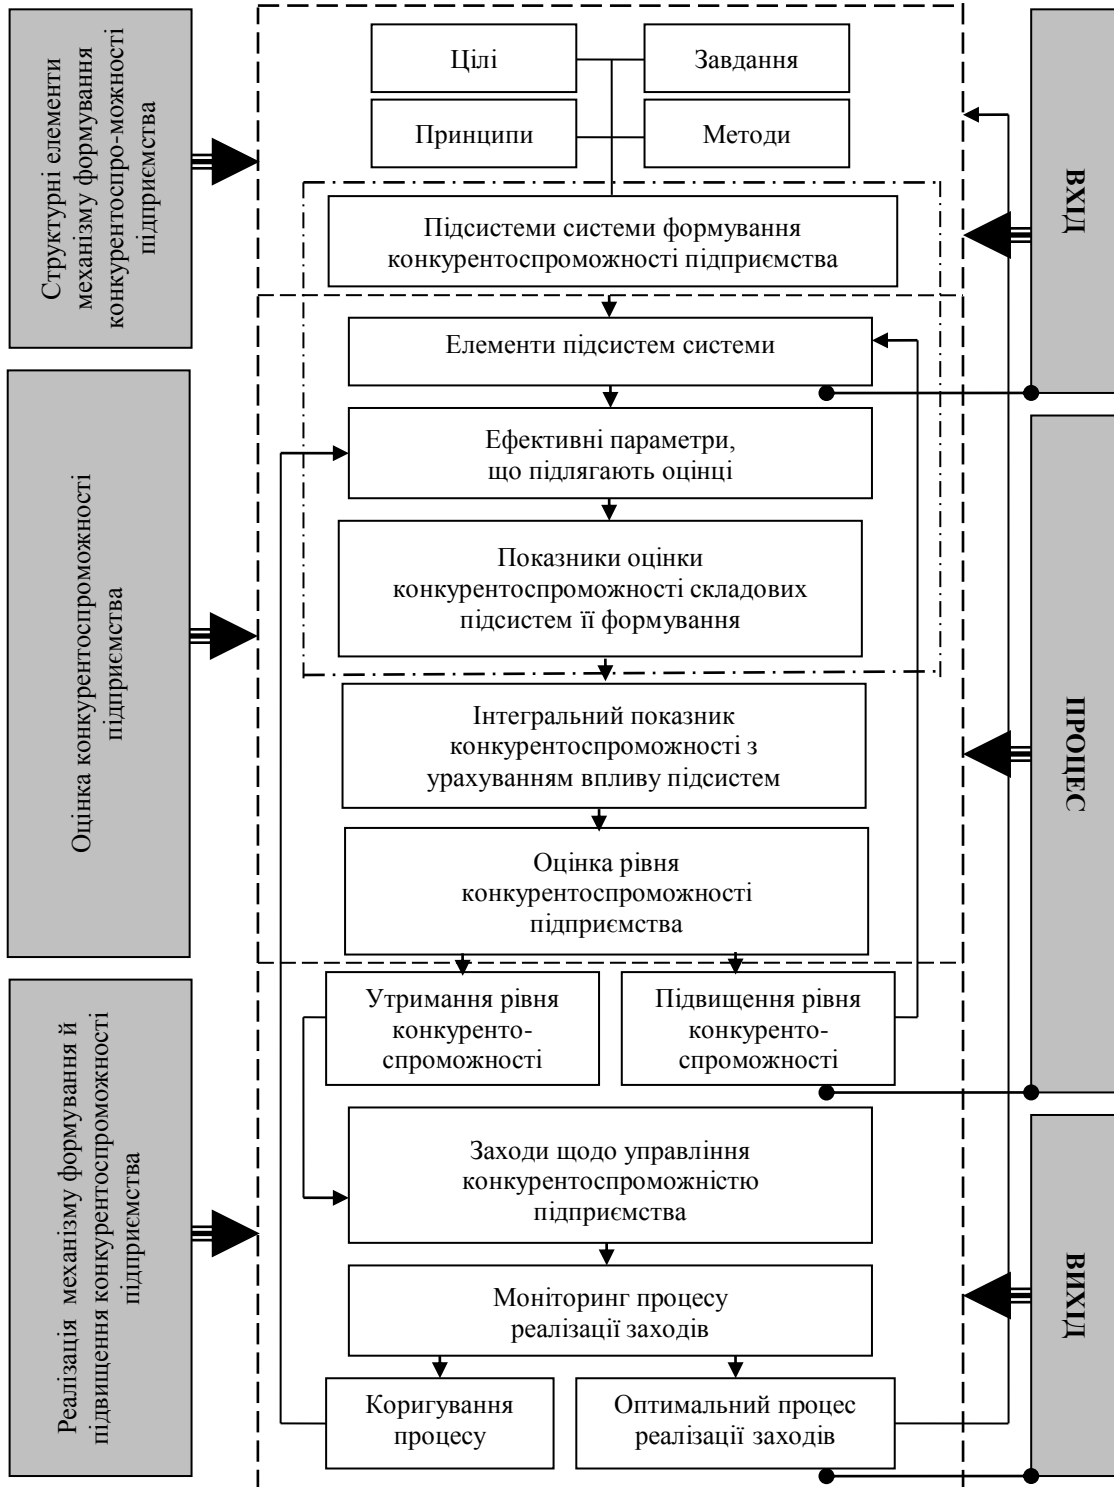 Структурні елементи
механізму формування
конкурентоспро-можності
підприємства
Оцінка конкурентоспроможності
підприємства
Реалізація механізму формування й
підвищення конкурентоспроможності
підприємства
Цілі
Завдання
Принципи
Методи
Підсистеми системи формування
конкурентоспроможності підприємства
Елементи підсистем системи
Ефективні параметри,
що підлягають оцінці
Показники оцінки
конкурентоспроможності складових
підсистем її формування
Інтегральний показник
конкурентоспроможності з
урахуванням впливу підсистем
Оцінка рівня
конкурентоспроможності
підприємства
Утримання рівня
конкуренто-
спроможності
Підвищення рівня
конкуренто-
спроможності
Заходи щодо управління
конкурентоспроможністю
підприємства
Моніторинг процесу
реалізації заходів
Коригування
процесу
Оптимальний процес
реалізації заходів
ВХІД
ПРОЦЕС
ВИХІД